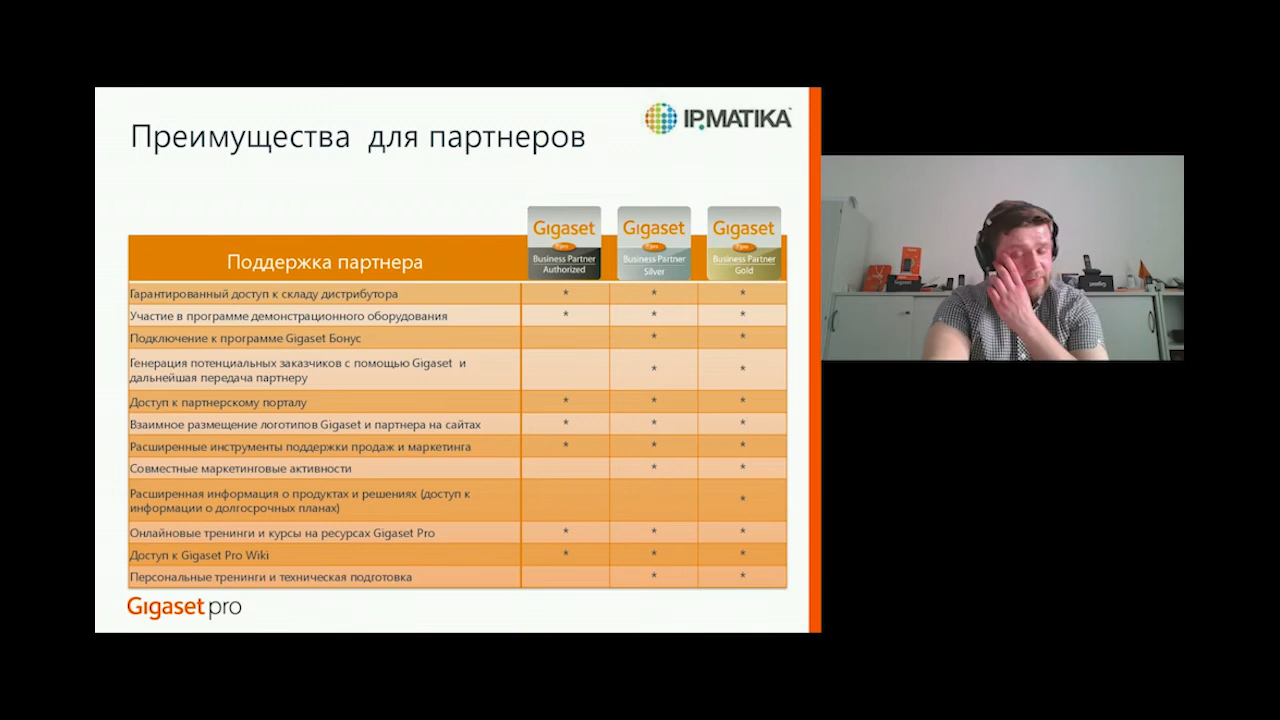 IPMATIKA
Преимущества для партнеров
Gigaset
pro
Business Partner
Authorized
Gigaset
pro
Business Partner
Silver
Gigaset
pro
Business Partner
Gold
Поддержка партнера
Гарантированный доступ к складу дистрибутора * * *
Участие в программе демонстрационного оборудования * * *
Подключение к программе Gigaset Бонус * *
Генерация потенциальных заказчиков с помощью Gigaset и
дальнейшая передача партнеру * *
Доступ к партнерскому порталу * * *
Взаимное размещение логотипов Gigaset и партнера на сайтах * * *
Расширенные инструменты поддержки продаж и маркетинга * * *
Совместные маркетинговые активности * *
Расширенная информация о продуктах и решениях (доступ к
информации о долгосрочных планах) *
Онлайновые тренинги и курсы на ресурсах Gigaset Pro * * *
Доступ к Gigaset Pro Wiki * * *
Персональные тренинги и техническая подготовка * *
Gigaset pro